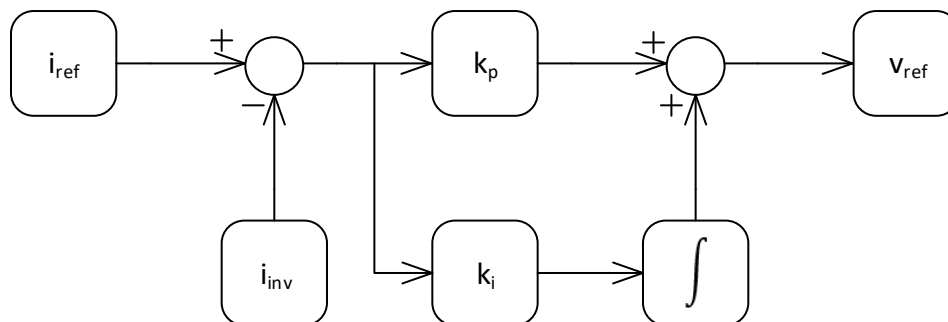 i_ref + − k_p + + v_ref
i_inv k_i ∫